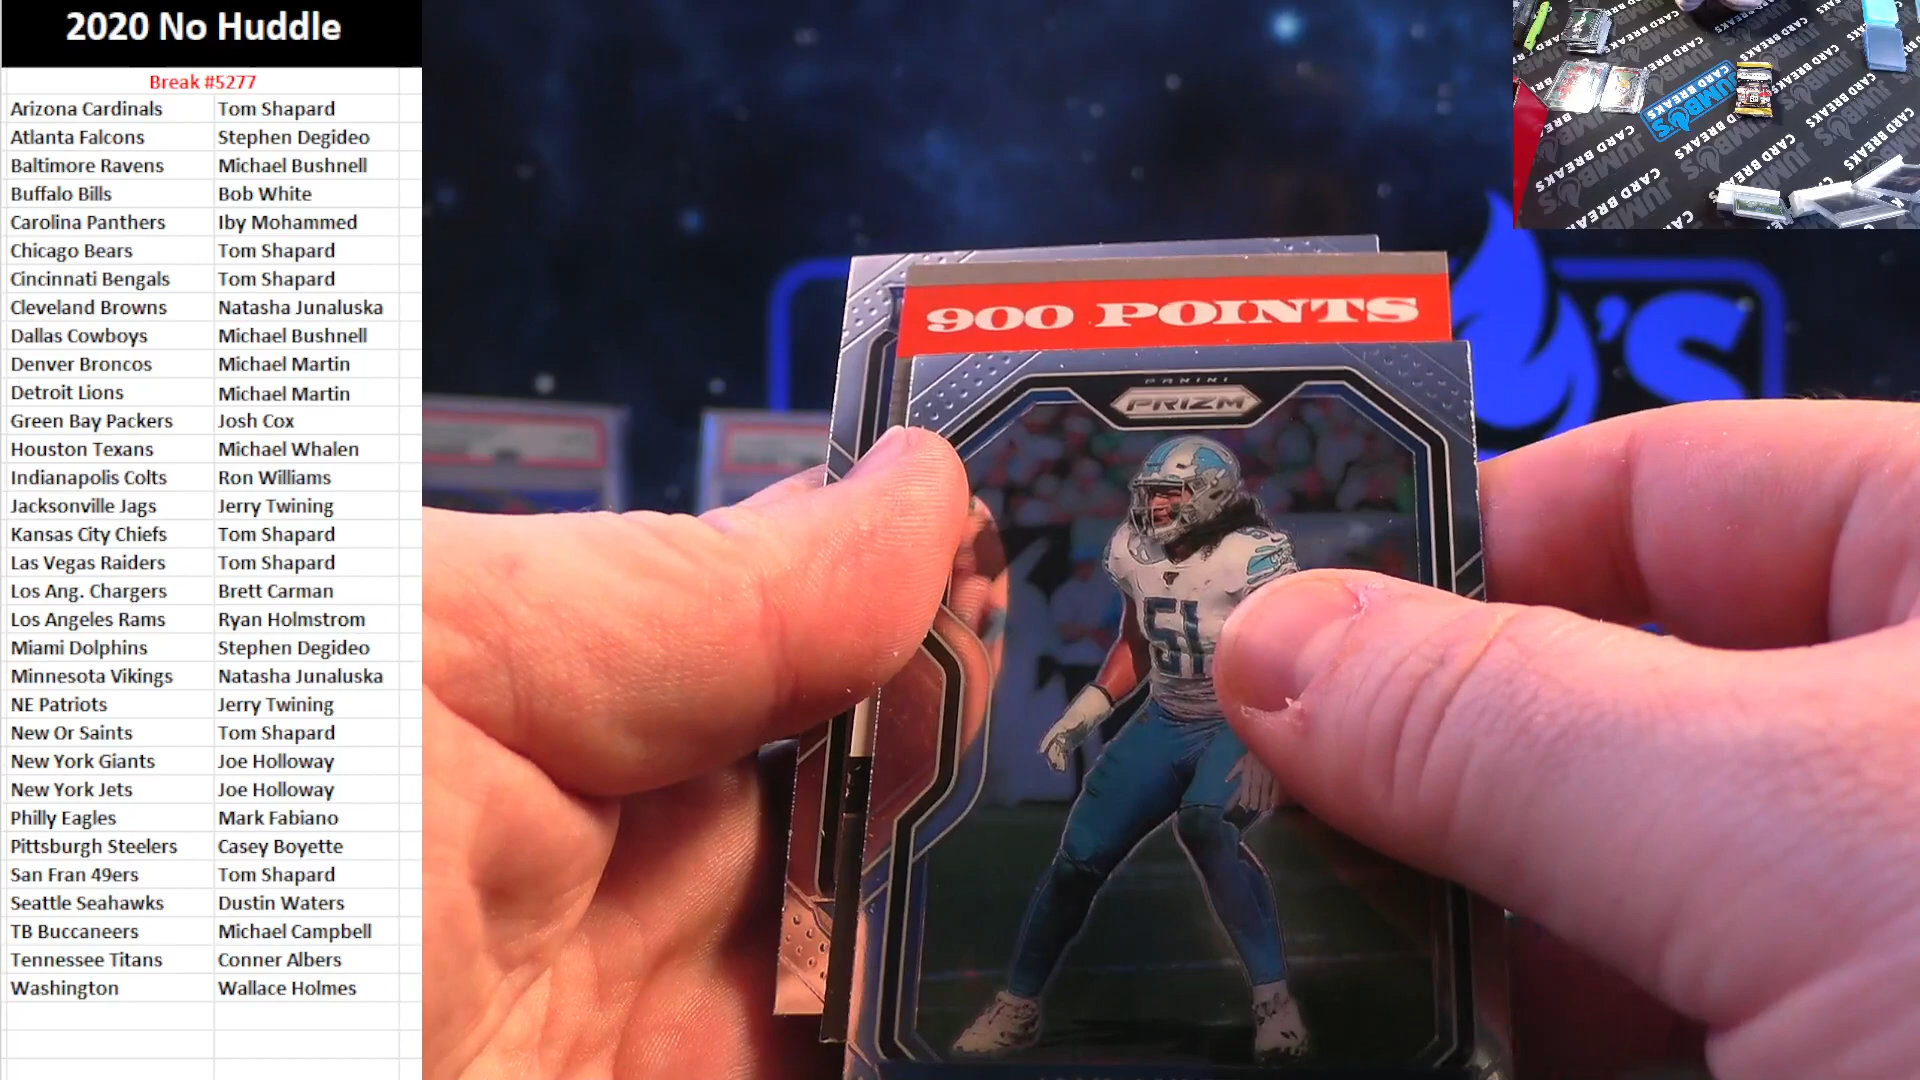 2020 No Huddle
Break #5277
Arizona Cardinals Tom Shapard
Atlanta Falcons Stephen Degideo
Baltimore Ravens Michael Bushnell
Buffalo Bills Bob White
Carolina Panthers Iby Mohammed
Chicago Bears Tom Shapard
Cincinnati Bengals Tom Shapard
Cleveland Browns Natasha Junaluska
Dallas Cowboys Michael Bushnell
Denver Broncos Michael Martin
Detroit Lions Michael Martin
Green Bay Packers Josh Cox
Houston Texans Michael Whalen
Indianapolis Colts Ron Williams
Jacksonville Jags Jerry Twining
Kansas City Chiefs Tom Shapard
Las Vegas Raiders Tom Shapard
Los Ang. Chargers Brett Carman
Los Angeles Rams Ryan Holmstrom
Miami Dolphins Stephen Degideo
Minnesota Vikings Natasha Junaluska
NE Patriots Jerry Twining
New Or Saints Tom Shapard
New York Giants Joe Holloway
New York Jets Joe Holloway
Philly Eagles Mark Fabiano
Pittsburgh Steelers Casey Boyette
San Fran 49ers Tom Shapard
Seattle Seahawks Dustin Waters
TB Buccaneers Michael Campbell
Tennessee Titans Conner Albers
Washington Wallace Holmes
900 POINTS
PANINI
PRIZM
51
'S
JUMBO'S
CARD BREAKS